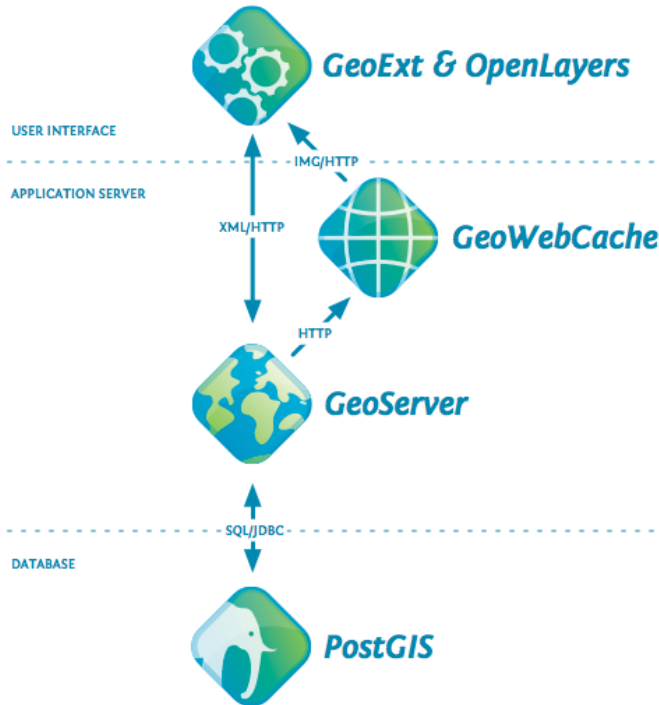 GeoExt & OpenLayers
USER INTERFACE
IMG/HTTP
APPLICATION SERVER
XML/HTTP
GeoWebCache
HTTP
GeoServer
SQL/JDBC
DATABASE
PostGIS